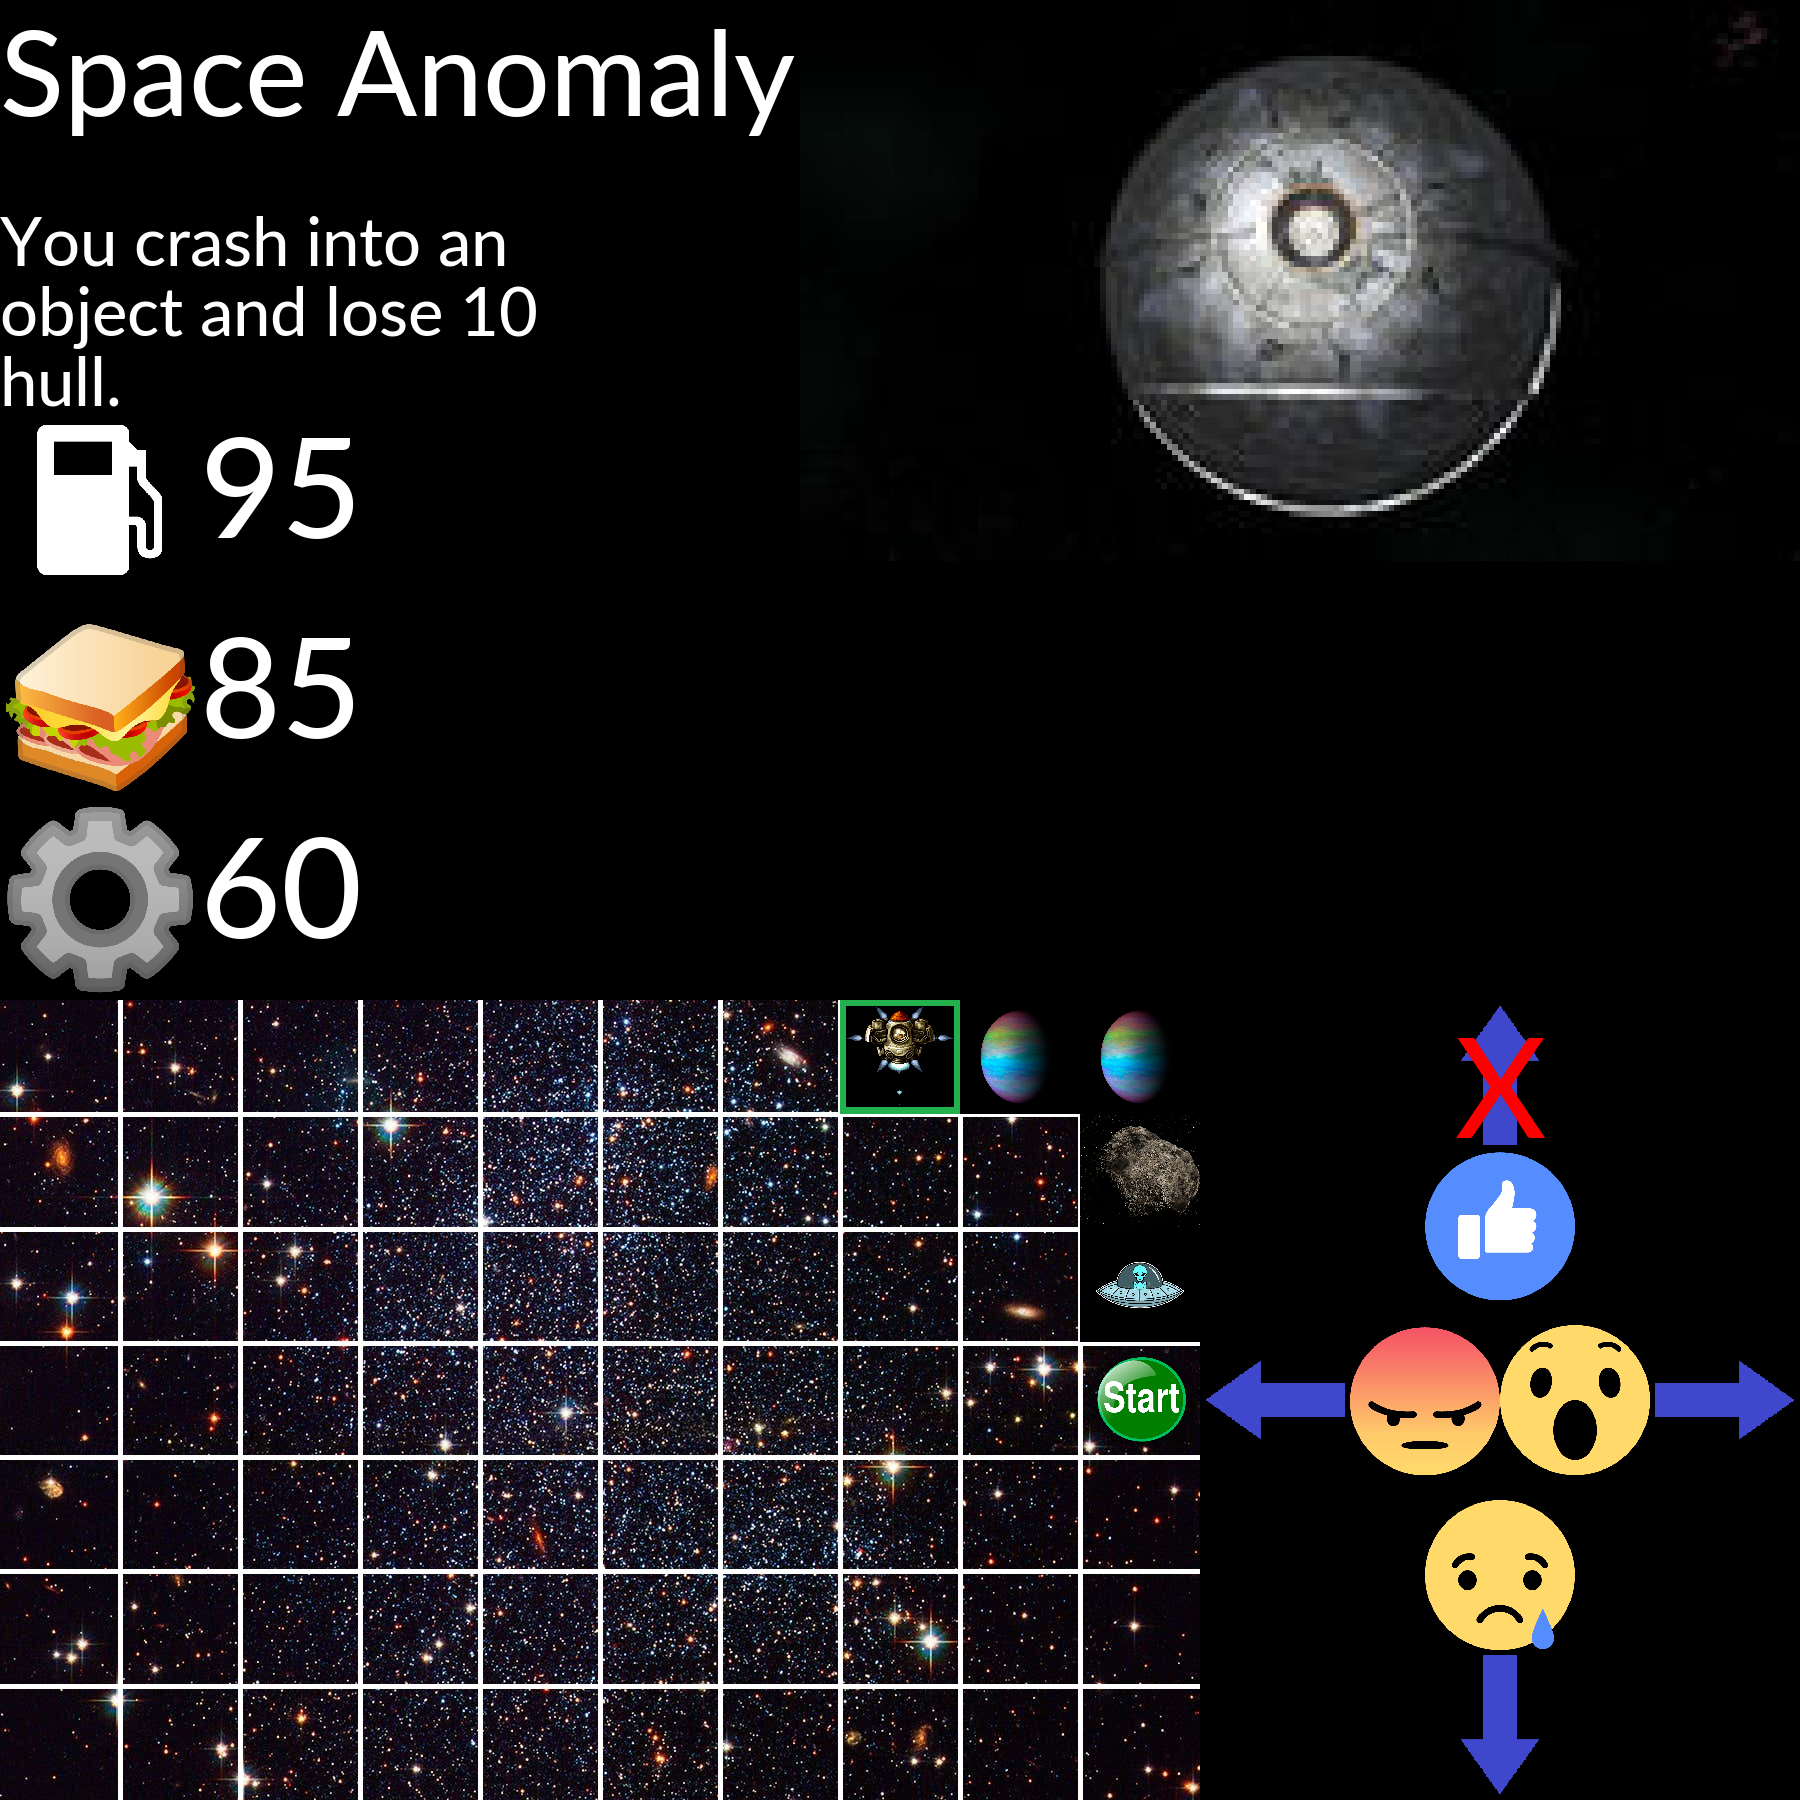 Space Anomaly
You crash into an
object and lose 10
hull.
95
85
60
X
Start